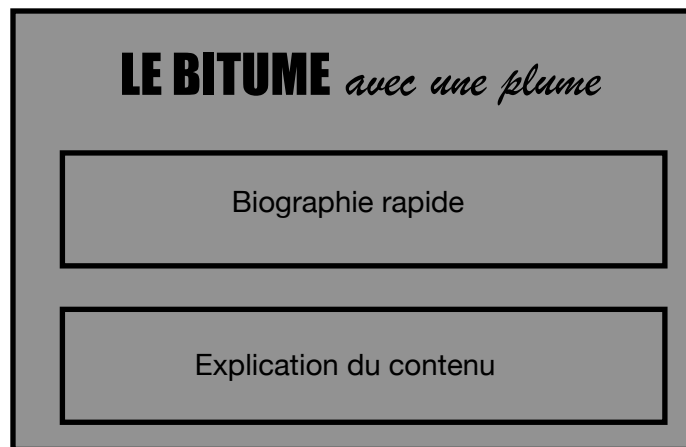 LE BITUME avec une plume
Biographie rapide
Explication du contenu